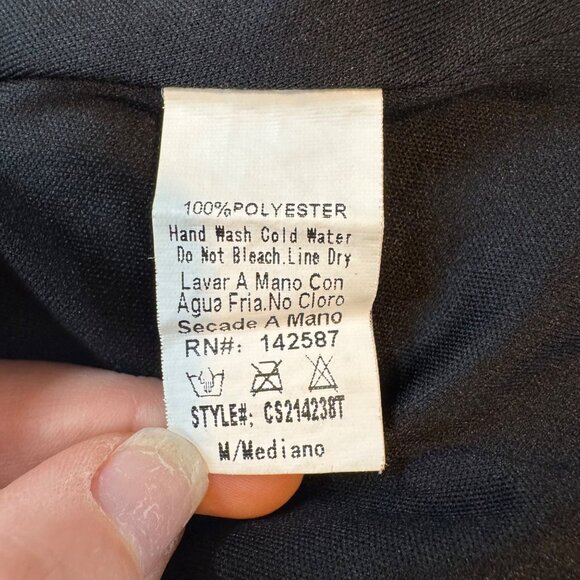 100%POLYESTER
Hand Wash Cold Water
Do Not Bleach.Line Dry
Lavar A Mano Con
Agua Fria.No Cloro
Secade A Mano
RN#: 142587
STYLE#; CS214238T
M/Mediano